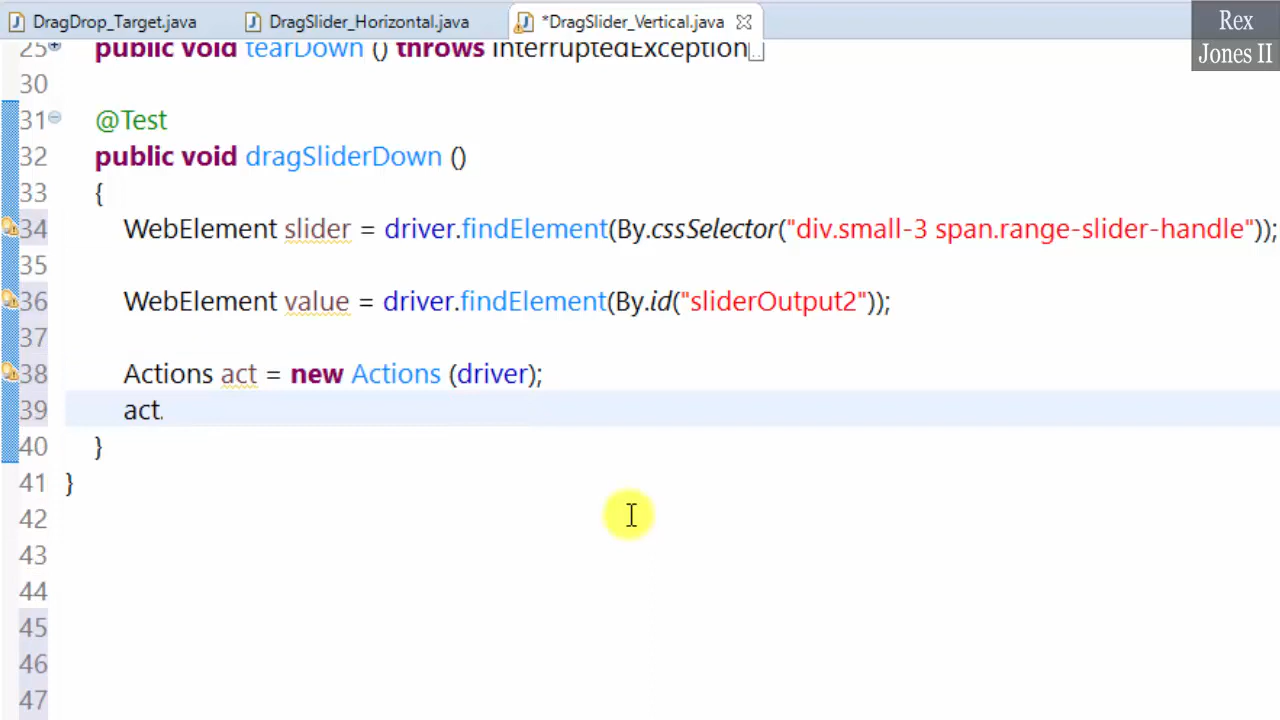 DragDrop_Target.java DragSlider_Horizontal.java *DragSlider_Vertical.java
Rex
Jones II
25 public void tearDown () throws InterruptedException
30
31 @Test
32 public void dragSliderDown ()
33 {
34 WebElement slider = driver.findElement(By.cssSelector("div.small-3 span.range-slider-handle"));
35
36 WebElement value = driver.findElement(By.id("sliderOutput2"));
37
38 Actions act = new Actions (driver);
39 act.
40 }
41 }
42
43
44
45
46
47